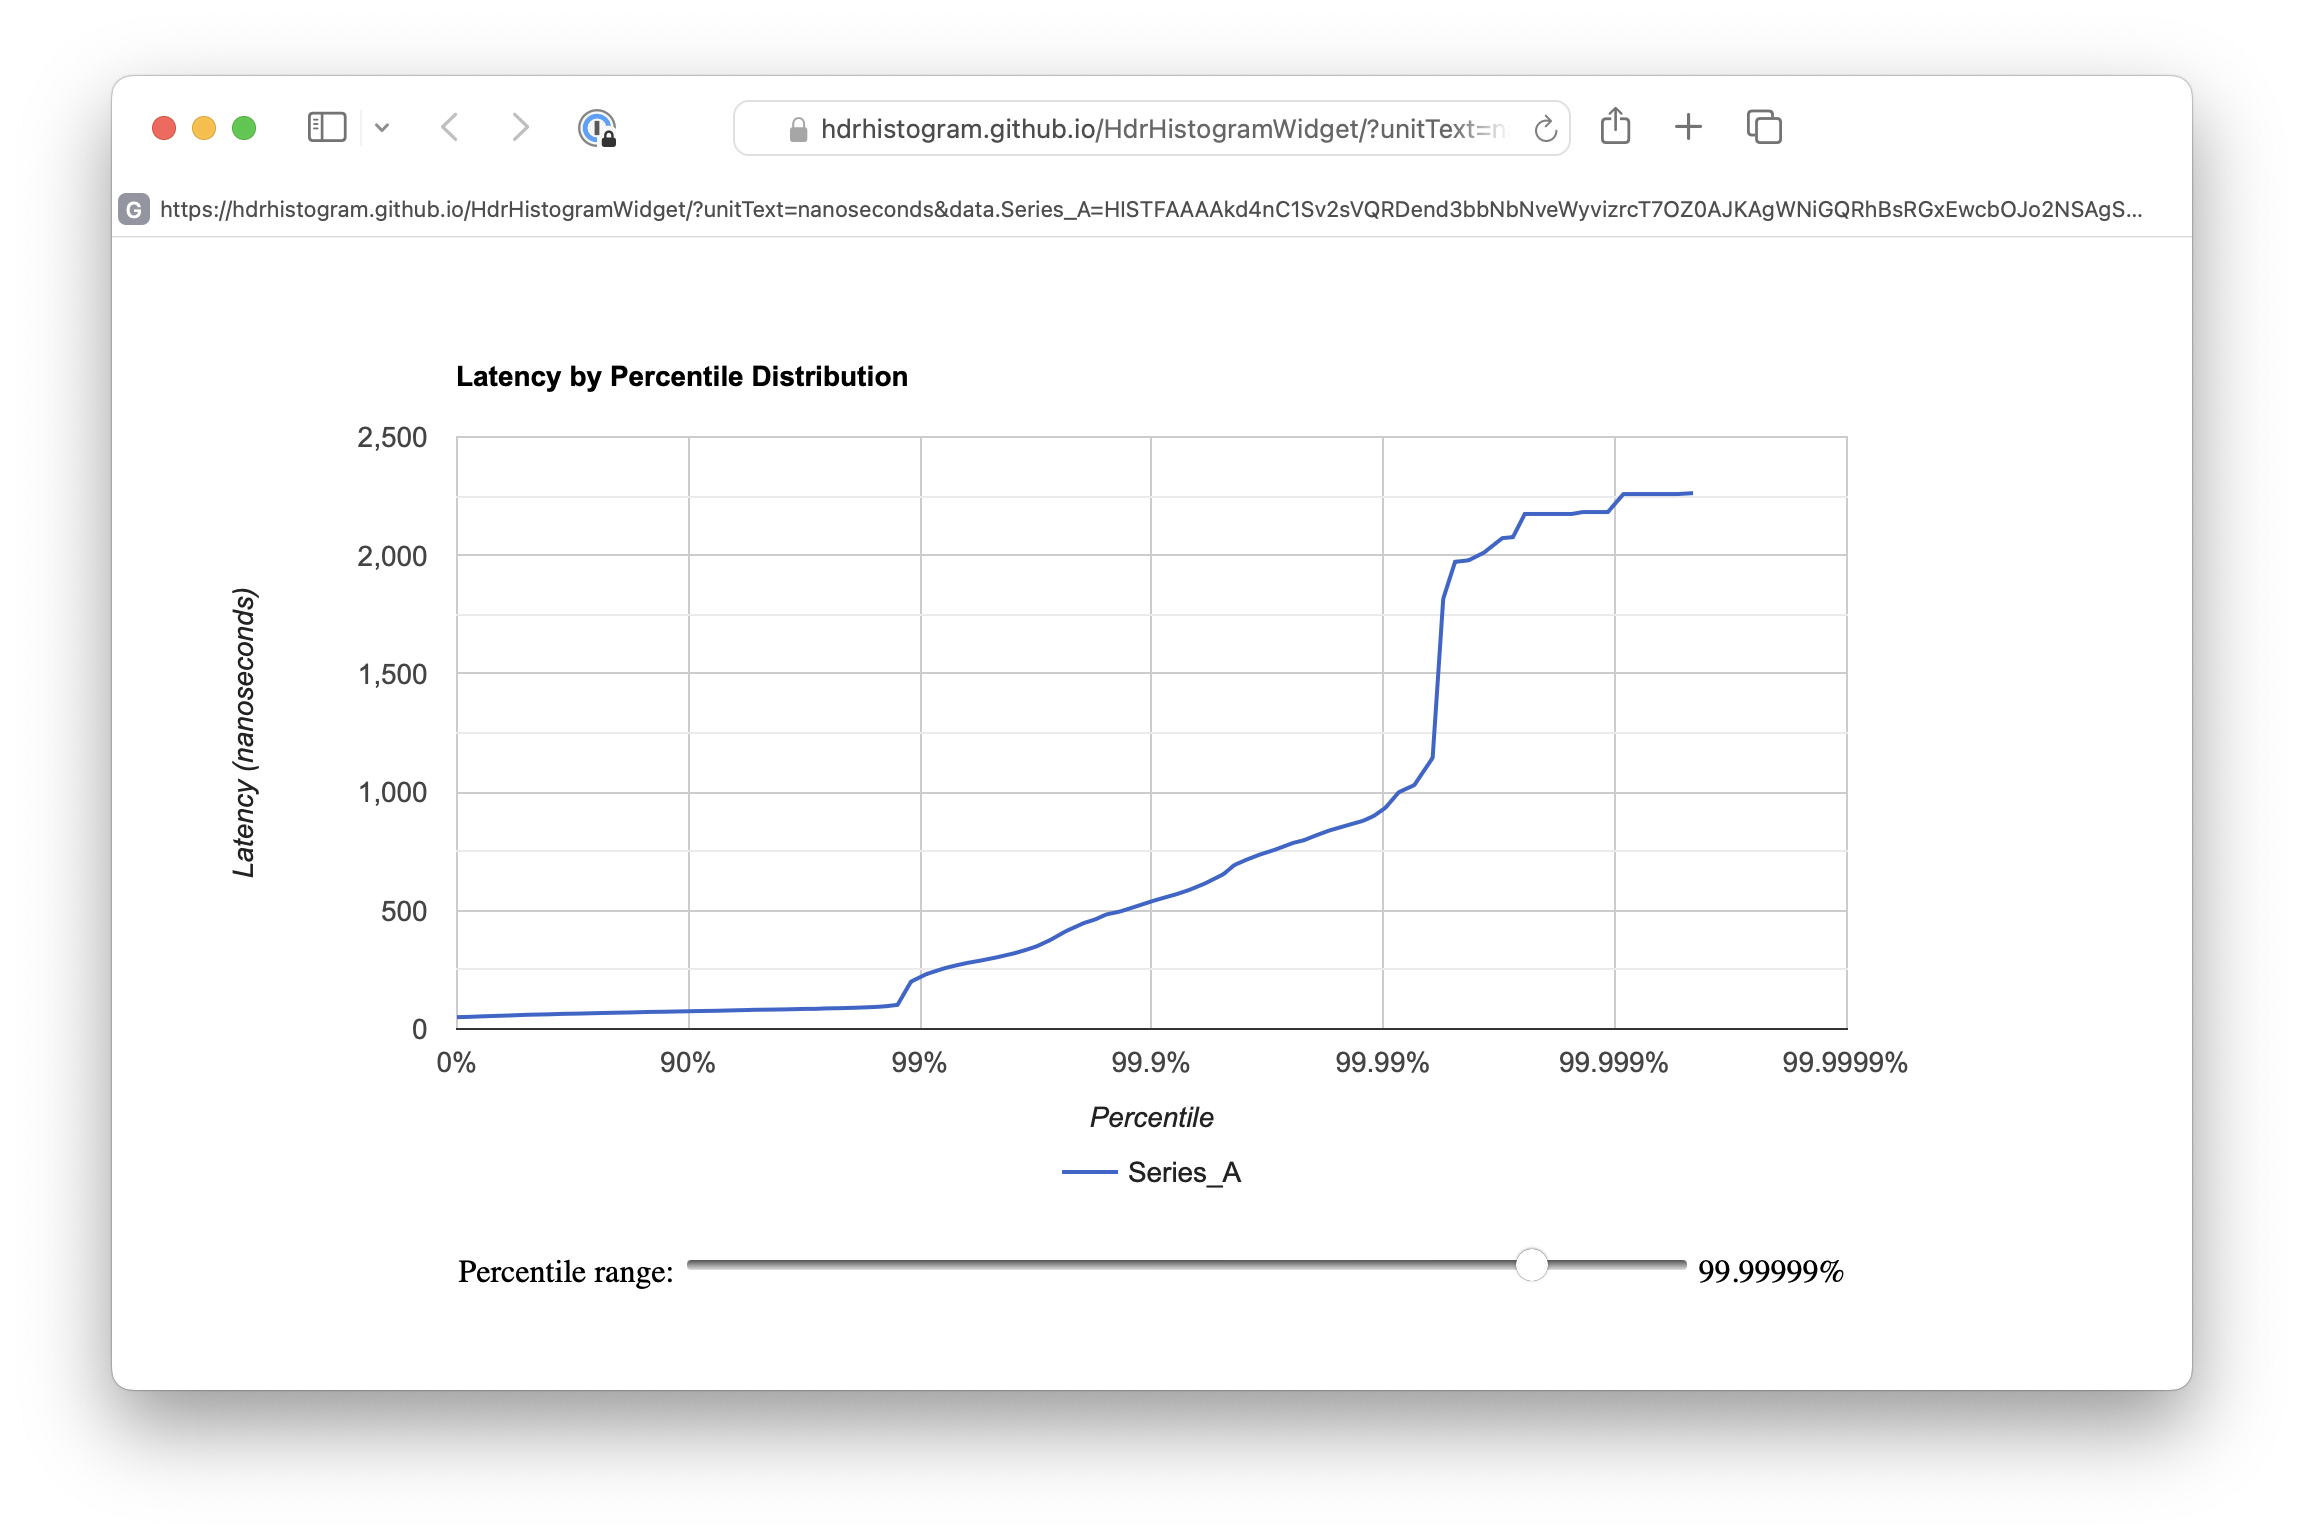 hdrhistogram.github.io/HdrHistogramWidget/?unitText=n
G https://hdrhistogram.github.io/HdrHistogramWidget/?unitText=nanoseconds&data.Series_A=HISTFAAAAkd4nC1Sv2sVQRDend3bbNbNveWyvizrcT7OZ0AJKAgWNiGQRhBsRGxEwcbOJo2NSAgS...
Latency by Percentile Distribution
2,500
2,000
1,500
1,000
500
0
Latency (nanoseconds)
0% 90% 99% 99.9% 99.99% 99.999% 99.9999%
Percentile
Series_A
Percentile range: 99.99999%